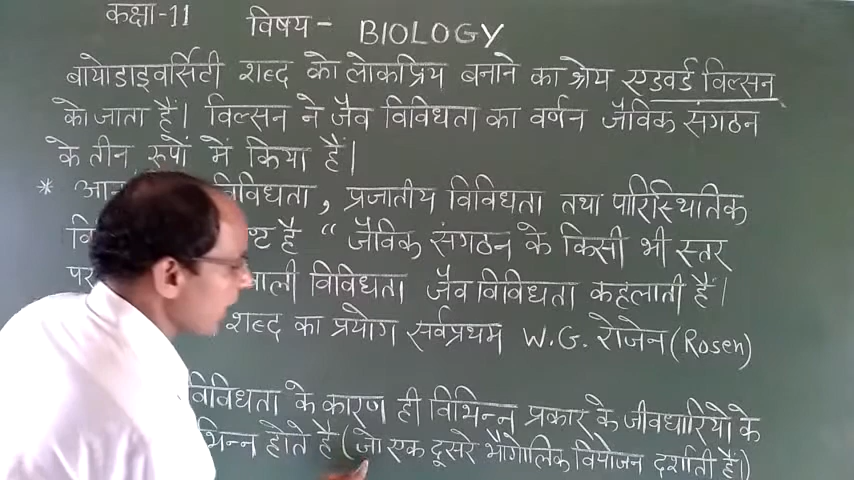 कक्षा-11 विषय- BIOLOGY
बायोडाइवर्सिटी शब्द को लोकप्रिय बनाने का श्रेय एडवर्ड विल्सन
को जाता हैं। विल्सन ने जैव विविधता का वर्णन जैविक संगठन
के तीन रूपों में किया हैं।
* विविधता, प्रजातीय विविधता तथा पारिस्थितिक
है “जैविक संगठन के किसी भी स्तर
पर वाली विविधता जैव विविधता कहलाती हैं।
शब्द का प्रयोग सर्वप्रथम W.G. रोजेन (Rosen)
विविधता के कारण ही विभिन्न प्रकार के जीवधारियों के
होते है (जो एक दूसरे भौगोलिक वियोजन दर्शाती हैं।)